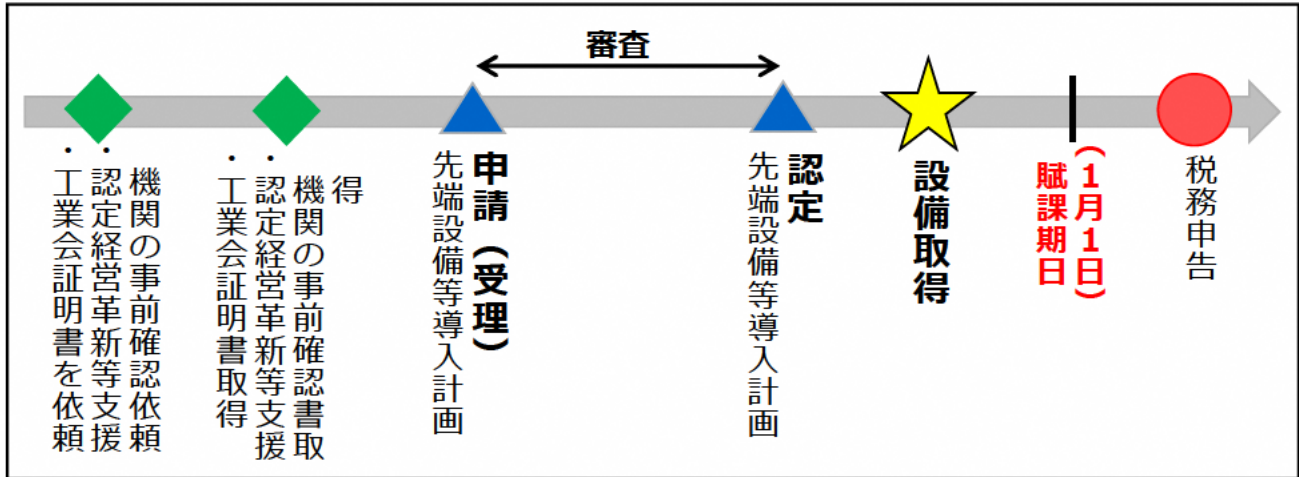 審査
・工業会証明書を依頼
・認定経営革新等支援
機関の事前確認依頼
・工業会証明書取得
・認定経営革新等支援
機関の事前確認書取
得
先端設備等導入計画
申請（受理）
先端設備等導入計画
認定
設備取得
賦課期日
（１月１日）
税務申告